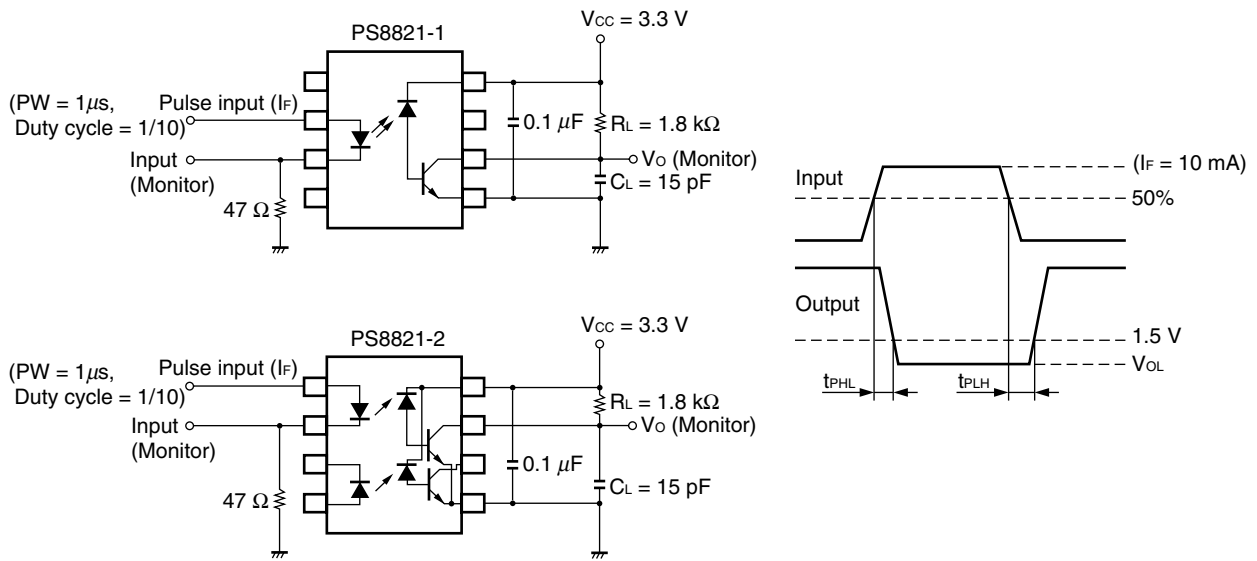 PS8821-1
VCC = 3.3 V
(PW = 1μs,
Duty cycle = 1/10)
Pulse input (IF)
Input
(Monitor)
47 Ω
0.1 μF
RL = 1.8 kΩ
VO (Monitor)
CL = 15 pF
PS8821-2
VCC = 3.3 V
(PW = 1μs,
Duty cycle = 1/10)
Pulse input (IF)
Input
(Monitor)
47 Ω
0.1 μF
RL = 1.8 kΩ
VO (Monitor)
CL = 15 pF
Input
(IF = 10 mA)
50%
Output
1.5 V
VOL
tPHL
tPLH